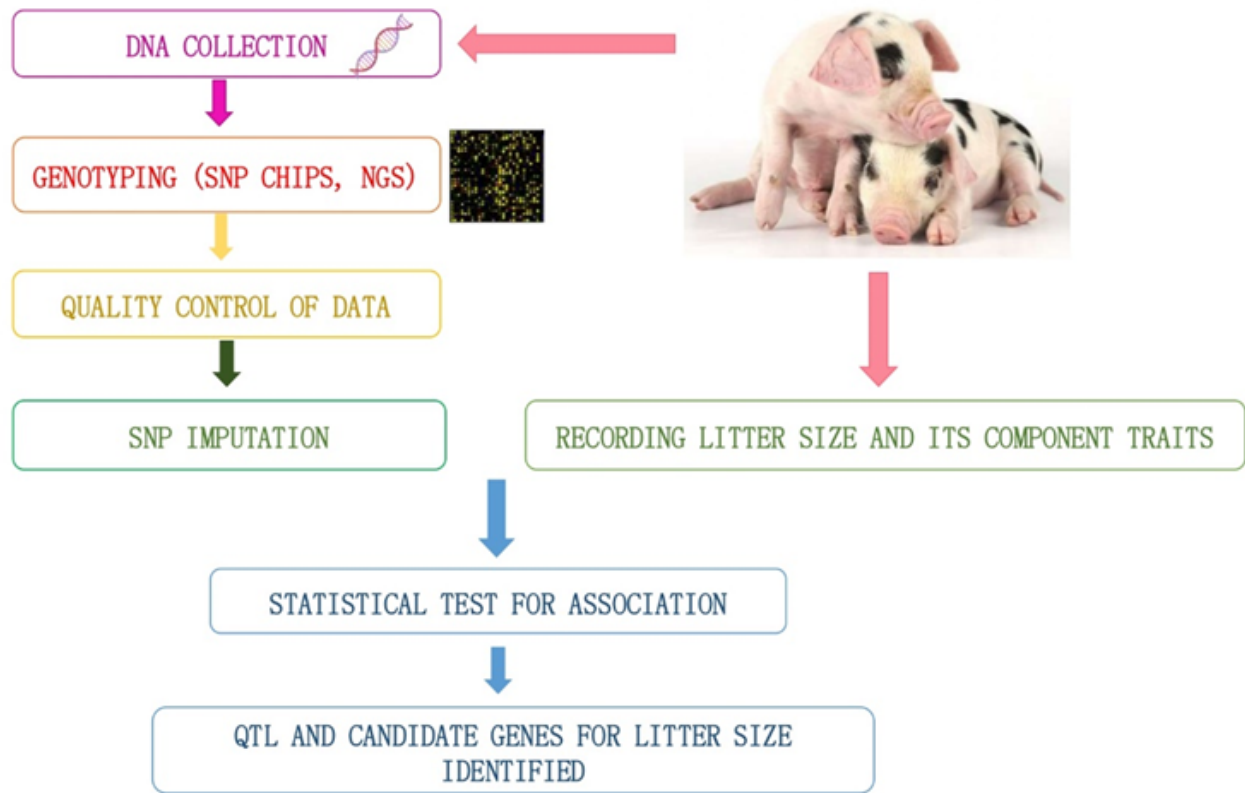 DNA COLLECTION
GENOTYPING (SNP CHIPS, NGS)
QUALITY CONTROL OF DATA
SNP IMPUTATION
RECORDING LITTER SIZE AND ITS COMPONENT TRAITS
STATISTICAL TEST FOR ASSOCIATION
QTL AND CANDIDATE GENES FOR LITTER SIZE
IDENTIFIED